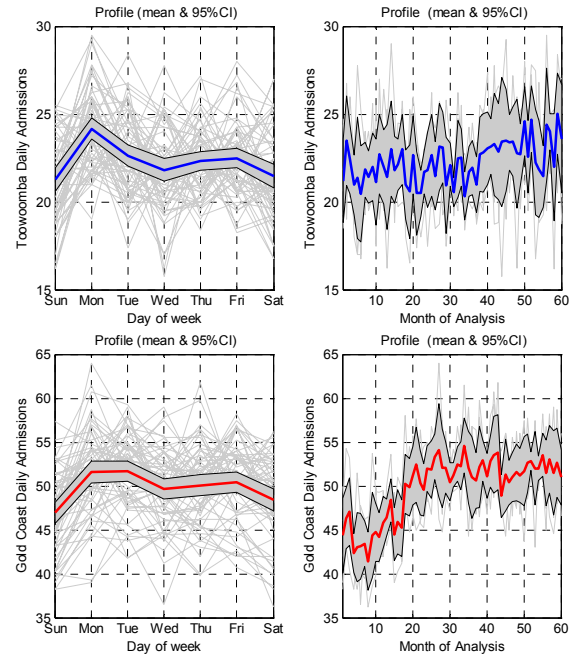 Profile (mean & 95%CI)
Toowoomba Daily Admissions
30
25
20
15
Sun Mon Tue Wed Thu Fri Sat
Day of week
Profile (mean & 95%CI)
Toowoomba Daily Admissions
30
25
20
15
10 20 30 40 50 60
Month of Analysis
Profile (mean & 95%CI)
Gold Coast Daily Admissions
65
60
55
50
45
40
35
Sun Mon Tue Wed Thu Fri Sat
Day of week
Profile (mean & 95%CI)
Gold Coast Daily Admissions
65
60
55
50
45
40
35
10 20 30 40 50 60
Month of Analysis